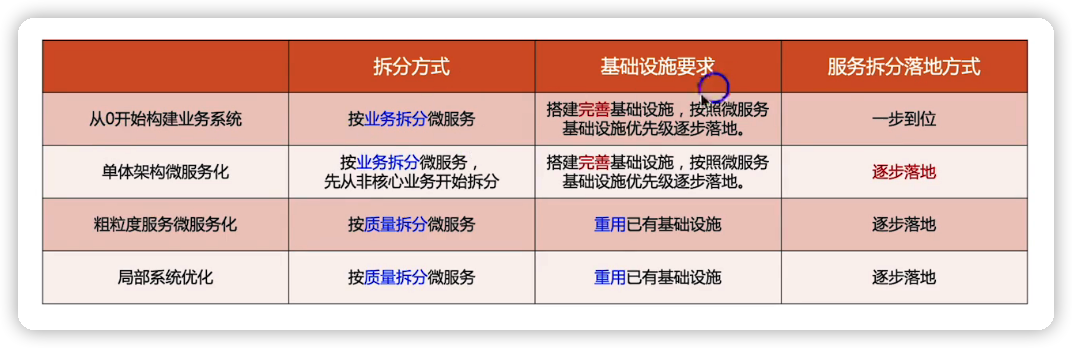 拆分方式 基础设施要求 服务拆分落地方式
从0开始构建业务系统 按业务拆分微服务 搭建完善基础设施，按照微服务
基础设施优先级逐步落地。 一步到位
单体架构微服务化 按业务拆分微服务，
先从非核心业务开始拆分 搭建完善基础设施，按照微服务
基础设施优先级逐步落地。 逐步落地
粗粒度服务微服务化 按质量拆分微服务 重用已有基础设施 逐步落地
局部系统优化 按质量拆分微服务 重用已有基础设施 逐步落地